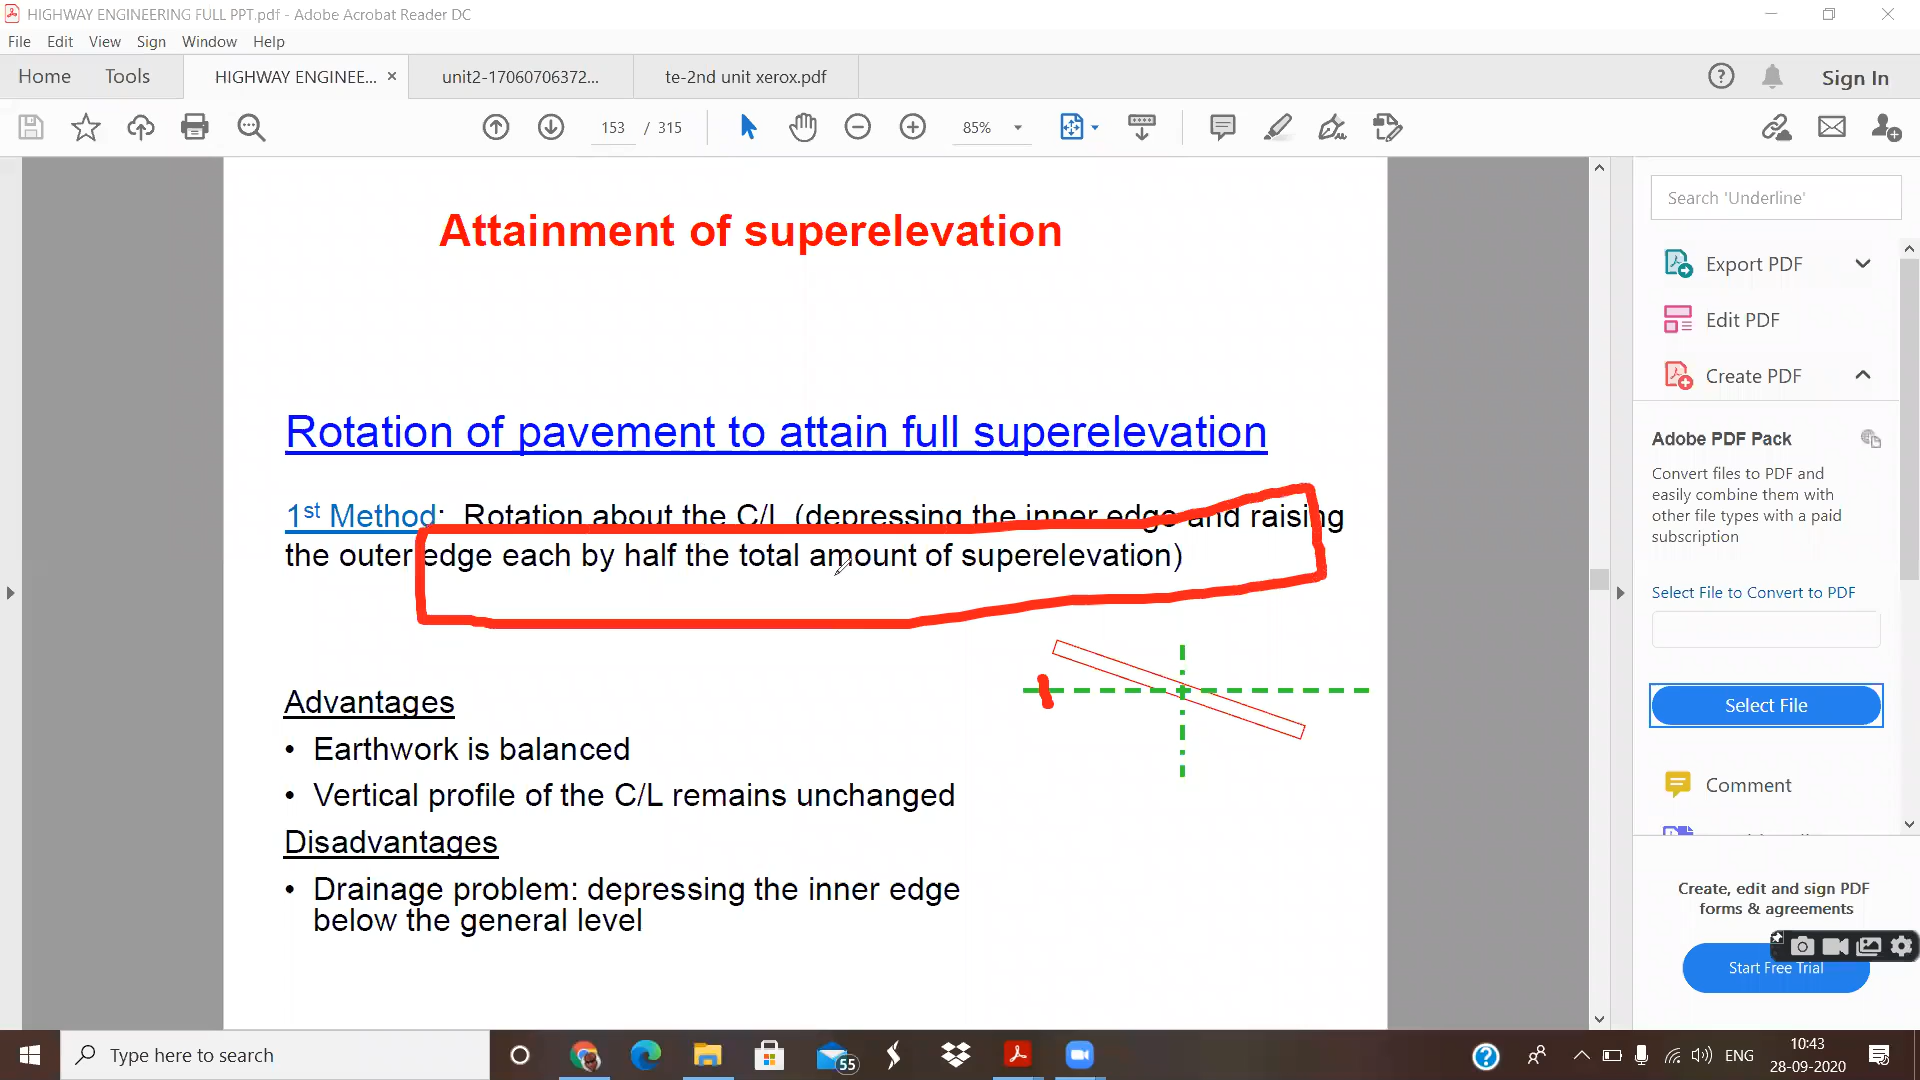 HIGHWAY ENGINEERING FULL PPT.pdf - Adobe Acrobat Reader DC
File Edit View Sign Window Help
Home Tools HIGHWAY ENGINEE... × unit2-17060706372... te-2nd unit xerox.pdf Sign In
153 / 315 85%
Attainment of superelevation
Rotation of pavement to attain full superelevation
1st Method: Rotation about the C/L (depressing the inner edge and raising
the outer edge each by half the total amount of superelevation)
Advantages
• Earthwork is balanced
• Vertical profile of the C/L remains unchanged
Disadvantages
• Drainage problem: depressing the inner edge
below the general level
Search 'Underline'
Export PDF
Edit PDF
Create PDF
Adobe PDF Pack
Convert files to PDF and
easily combine them with
other file types with a paid
subscription
Select File to Convert to PDF
Select File
Comment
Create, edit and sign PDF
forms & agreements
Start Free Trial
Type here to search
55
ENG
10:43
28-09-2020